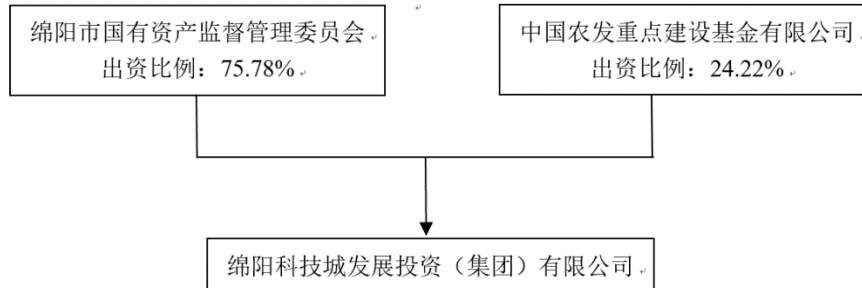 绵阳市国有资产监督管理委员会
出资比例：75.78%
中国农发重点建设基金有限公司
出资比例：24.22%
绵阳科技城发展投资（集团）有限公司